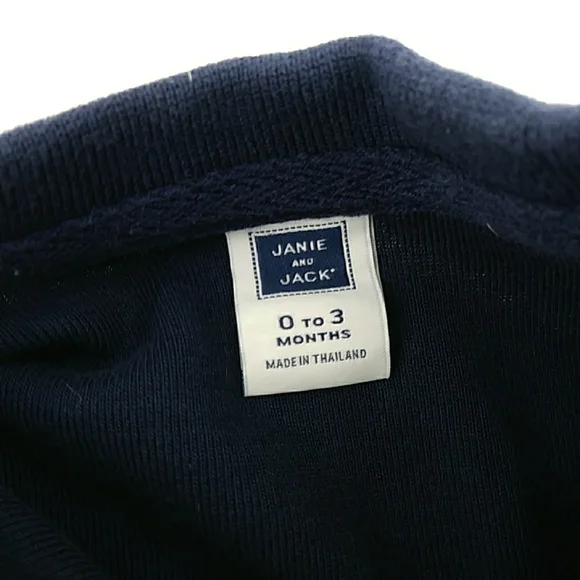 JANIE
AND
JACK
0 TO 3
MONTHS
MADE IN THAILAND